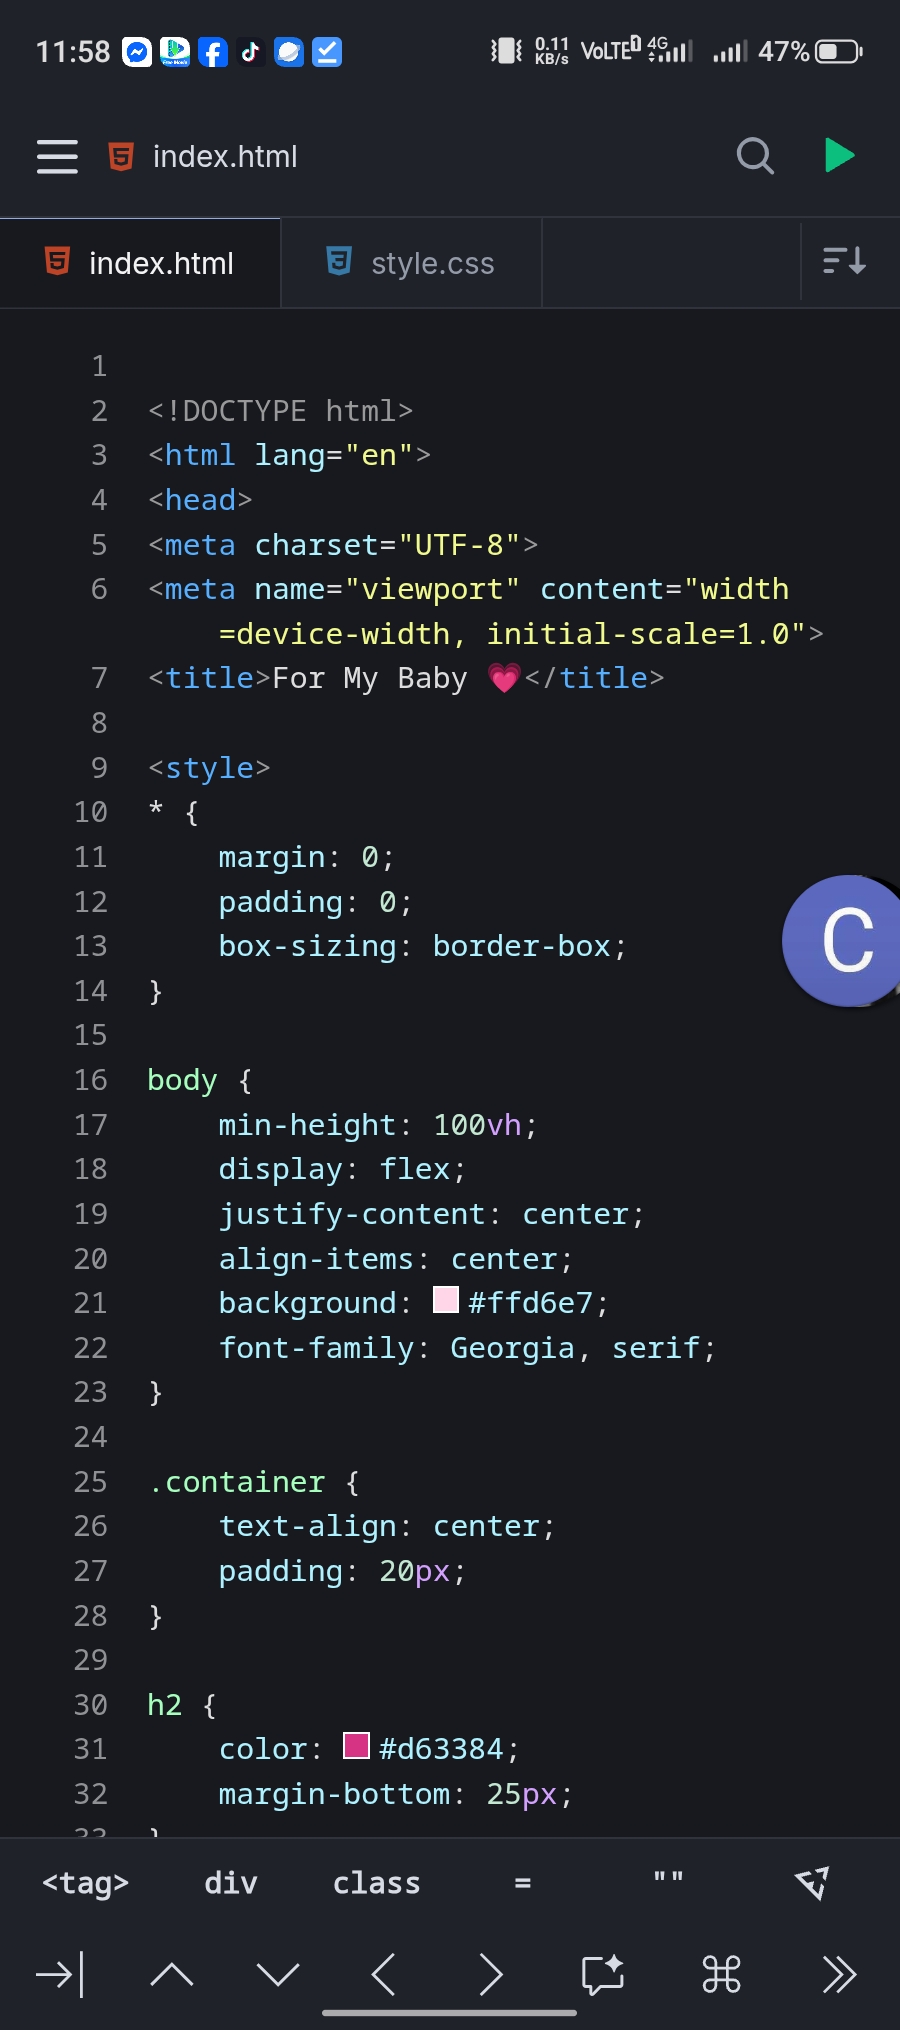 11:58 0.11 KB/s VoLTE 1 4G 47%
index.html
index.html style.css
1
2 <!DOCTYPE html>
3 <html lang="en">
4 <head>
5 <meta charset="UTF-8">
6 <meta name="viewport" content="width
=device-width, initial-scale=1.0">
7 <title>For My Baby 💗</title>
8
9 <style>
10 * {
11 margin: 0;
12 padding: 0;
13 box-sizing: border-box;
14 }
15
16 body {
17 min-height: 100vh;
18 display: flex;
19 justify-content: center;
20 align-items: center;
21 background: #ffd6e7;
22 font-family: Georgia, serif;
23 }
24
25 .container {
26 text-align: center;
27 padding: 20px;
28 }
29
30 h2 {
31 color: #d63384;
32 margin-bottom: 25px;
33 }
C
<tag> div class = ""